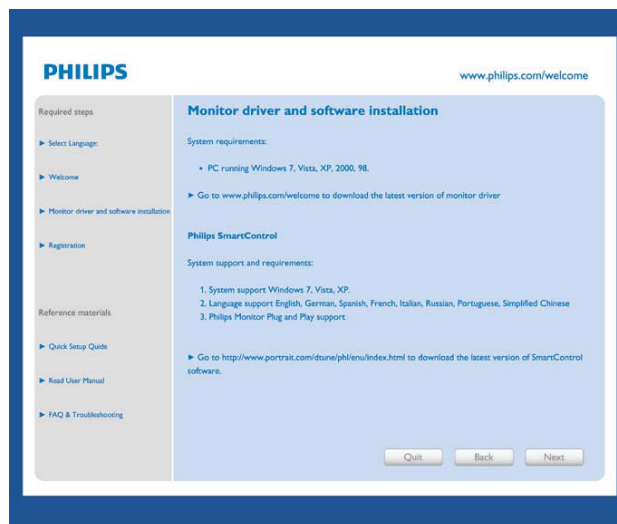 PHILIPS
www.philips.com/welcome
Required steps
► Select Language:
► Welcome
► Monitor driver and software installation
► Registration
Reference materials
► Quick Setup Quide
► Read User Manual
► FAQ & Troubleshooting
Monitor driver and software installation
System requirements:
• PC running Windows 7, Vista, XP, 2000, 98.
► Go to www.philips.com/welcome to download the latest version of monitor driver
Philips SmartControl
System support and requirements:
1. System support Windows 7, Vista, XP.
2. Language support English, German, Spanish, French, Italian, Russian, Portuguese, Simplified Chinese
3. Philips Monitor Plug and Play support
► Go to http://www.portrait.com/dtune/phl/enu/index.html to download the latest version of SmartControl
software.
Quit
Back
Next